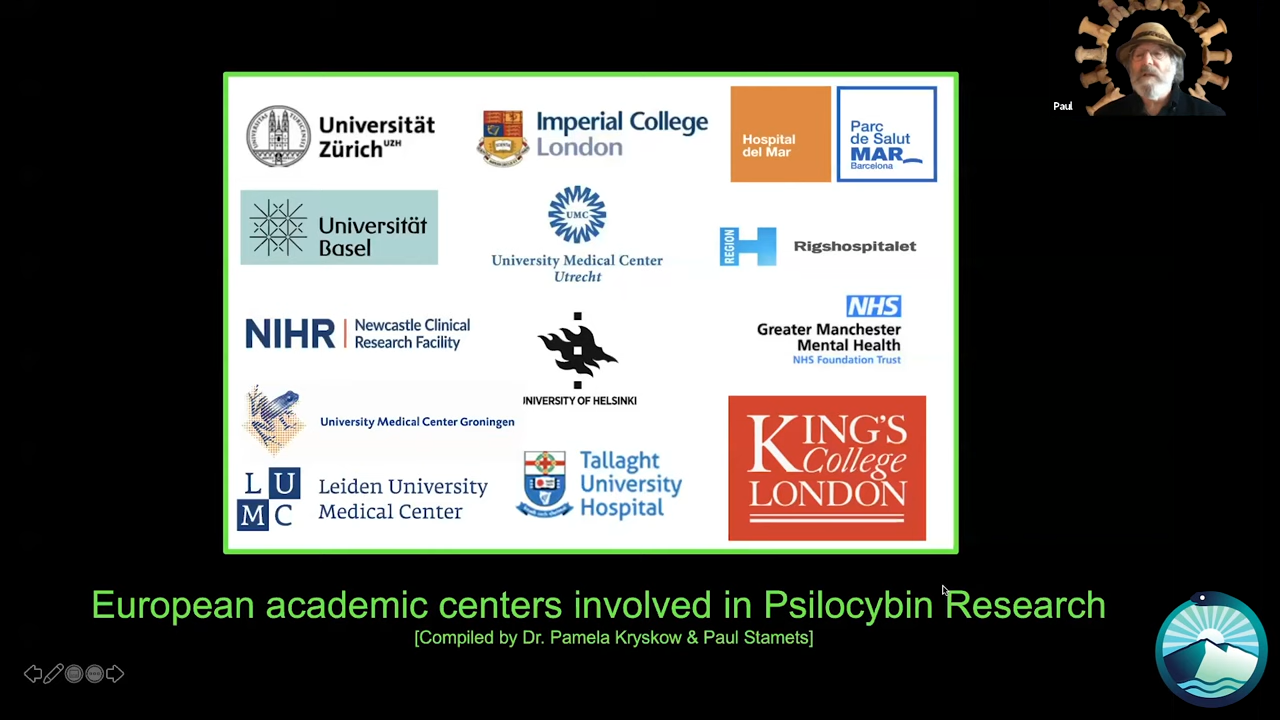 Paul
Universität
Zürich UZH
Imperial College
London
Hospital
del Mar
Parc
de Salut
MAR
Barcelona
Universität
Basel
UMC
University Medical Center
Utrecht
REGION
H
Rigshospitalet
NIHR
Newcastle Clinical
Research Facility
UNIVERSITY OF HELSINKI
NHS
Greater Manchester
Mental Health
NHS Foundation Trust
University Medical Center Groningen
L U
M C
Leiden University
Medical Center
Tallaght
University
Hospital
KING'S
College
LONDON
European academic centers involved in Psilocybin Research
[Compiled by Dr. Pamela Kryskow & Paul Stamets]